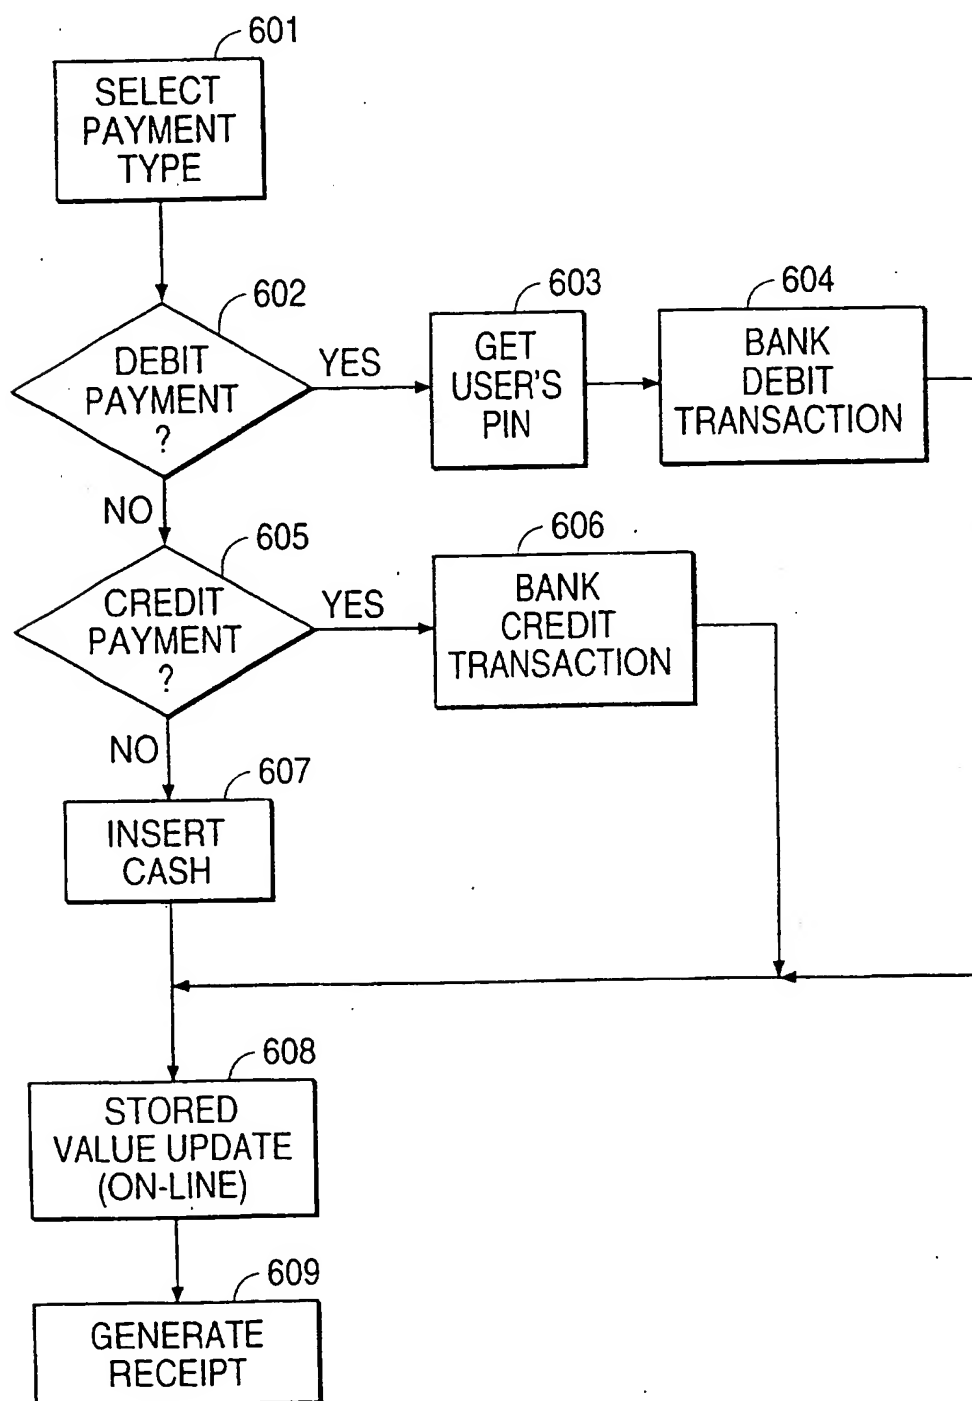 601
SELECT
PAYMENT
TYPE
602
DEBIT
PAYMENT
?
YES
603
GET
USER'S
PIN
604
BANK
DEBIT
TRANSACTION
NO
605
CREDIT
PAYMENT
?
YES
606
BANK
CREDIT
TRANSACTION
NO
607
INSERT
CASH
608
STORED
VALUE UPDATE
(ON-LINE)
609
GENERATE
RECEIPT